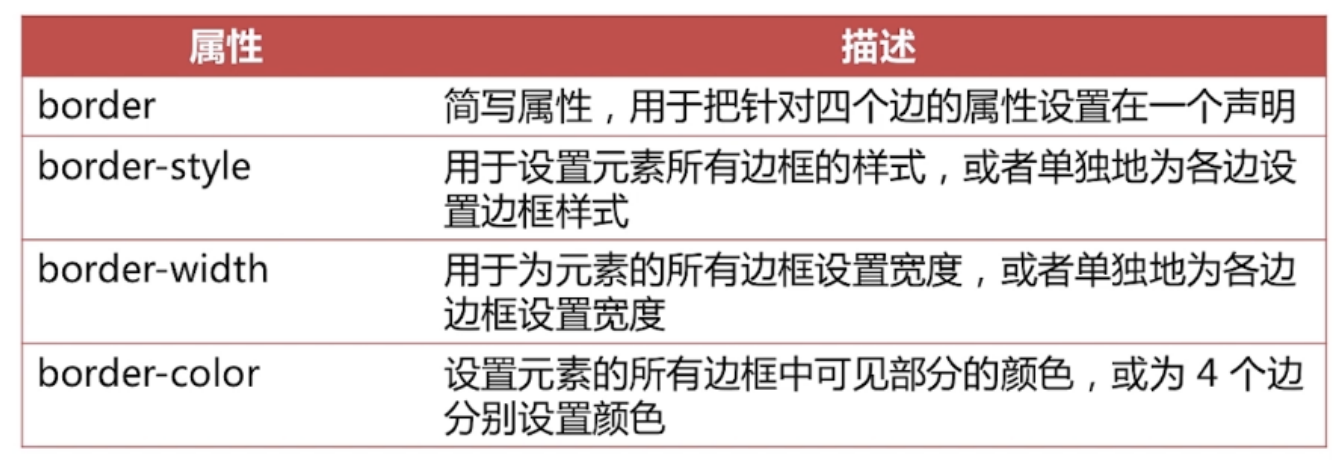 属性 描述
border 简写属性，用于把针对四个边的属性设置在一个声明
border-style 用于设置元素所有边框的样式，或者单独地为各边设
置边框样式
border-width 用于为元素的所有边框设置宽度，或者单独地为各边
边框设置宽度
border-color 设置元素的所有边框中可见部分的颜色，或为 4 个边
分别设置颜色